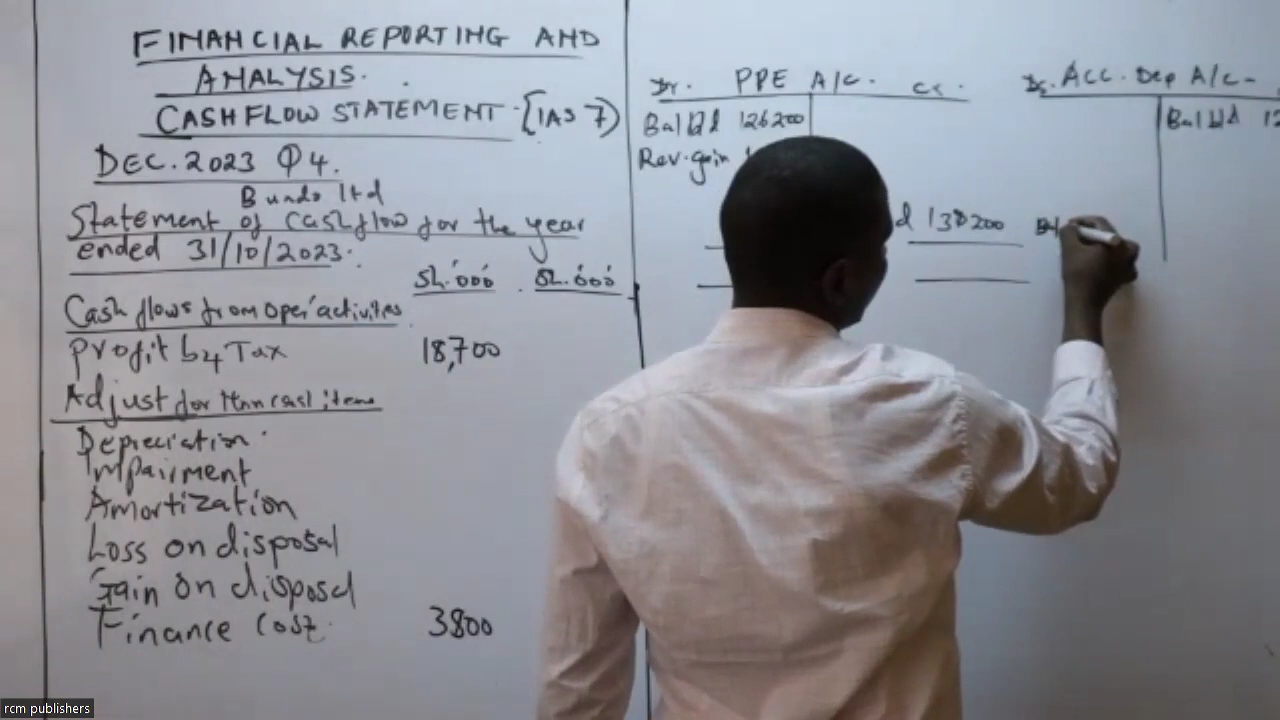 FINANCIAL REPORTING AND
ANALYSIS.
CASHFLOW STATEMENT - [IAS 7)
DEC. 2023 Q4.
Bundo Ltd
Statement of cashflow for the year
ended 31/10/2023.
Sh.'000' Sh.'000'
Cash flows from oper' activities
Profit b4 Tax 18,700
Adjust for Non cash items
Depreciation
Impairment
Amortization
Loss on disposal
Gain on disposal
Finance Cost 3800
Dr. PPE A/C. Cr.
Bal b/d 126200
Rev. gain
d 138200
Dr. ACC. Dep A/C -
Bal b/d 12
Bal
rcm publishers